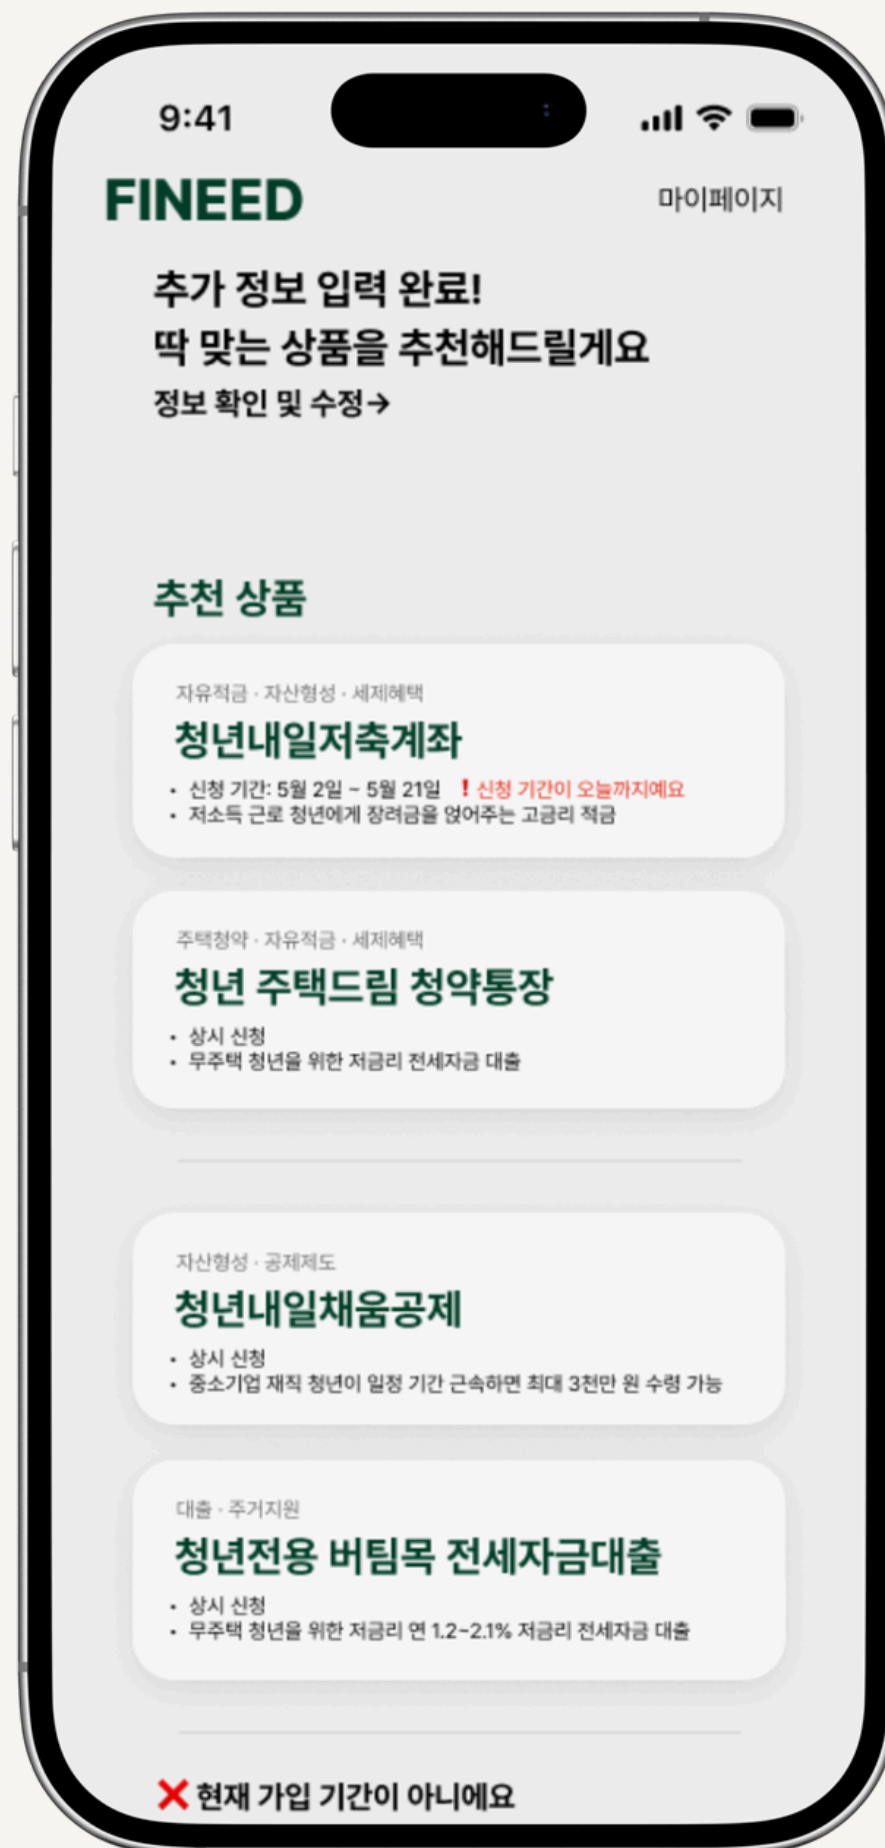 9:41
FINEED
마이페이지
추가 정보 입력 완료!
딱 맞는 상품을 추천해드릴게요
정보 확인 및 수정→
추천 상품
자유적금 · 자산형성 · 세제혜택
청년내일저축계좌
• 신청 기간: 5월 2일 ~ 5월 21일 ❗신청 기간이 오늘까지예요
• 저소득 근로 청년에게 장려금을 얹어주는 고금리 적금
주택청약 · 자유적금 · 세제혜택
청년 주택드림 청약통장
• 상시 신청
• 무주택 청년을 위한 저금리 전세자금 대출
자산형성 · 공제제도
청년내일채움공제
• 상시 신청
• 중소기업 재직 청년이 일정 기간 근속하면 최대 3천만 원 수령 가능
대출 · 주거지원
청년전용 버팀목 전세자금대출
• 상시 신청
• 무주택 청년을 위한 저금리 연 1.2~2.1% 저금리 전세자금 대출
❌ 현재 가입 기간이 아니에요